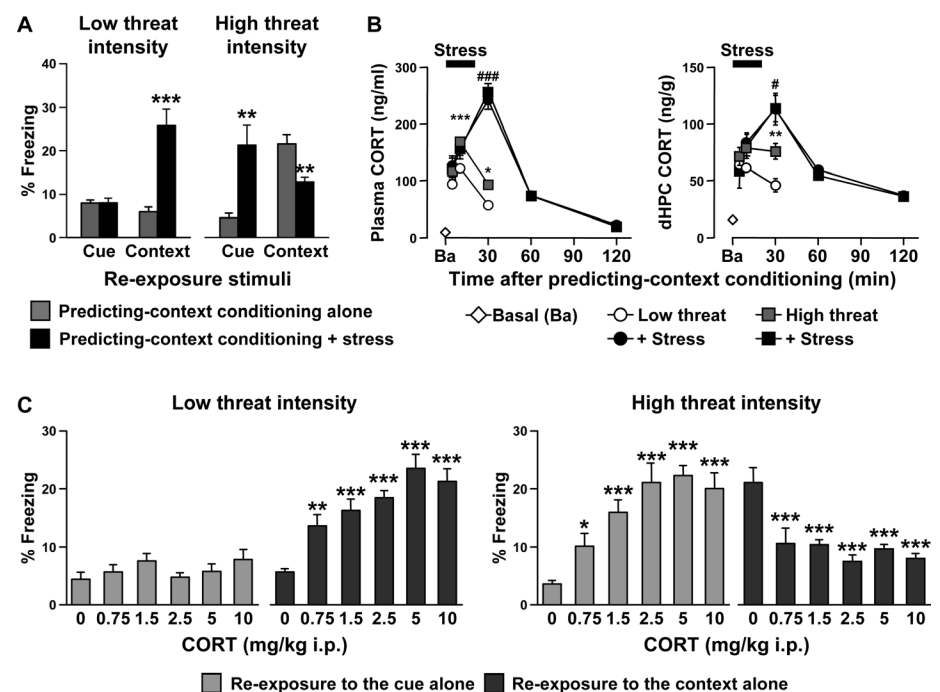 A
Low threat intensity
High threat intensity
% Freezing
40
30
20
10
0
***
**
**
Cue Context
Cue Context
Re-exposure stimuli
Predicting-context conditioning alone
Predicting-context conditioning + stress
B
Stress
Plasma CORT (ng/ml)
300
200
100
0
***
###
*
Ba 30 60 90 120
Stress
dHPC CORT (ng/g)
150
100
50
0
#
**
Ba 30 60 90 120
Time after predicting-context conditioning (min)
Basal (Ba) Low threat High threat
+ Stress + Stress
C
Low threat intensity
% Freezing
30
20
10
0
** *** *** *** ***
0 0.75 1.5 2.5 5 10 0 0.75 1.5 2.5 5 10
CORT (mg/kg i.p.)
High threat intensity
% Freezing
30
20
10
0
* *** *** *** *** *** *** *** *** ***
0 0.75 1.5 2.5 5 10 0 0.75 1.5 2.5 5 10
CORT (mg/kg i.p.)
Re-exposure to the cue alone Re-exposure to the context alone